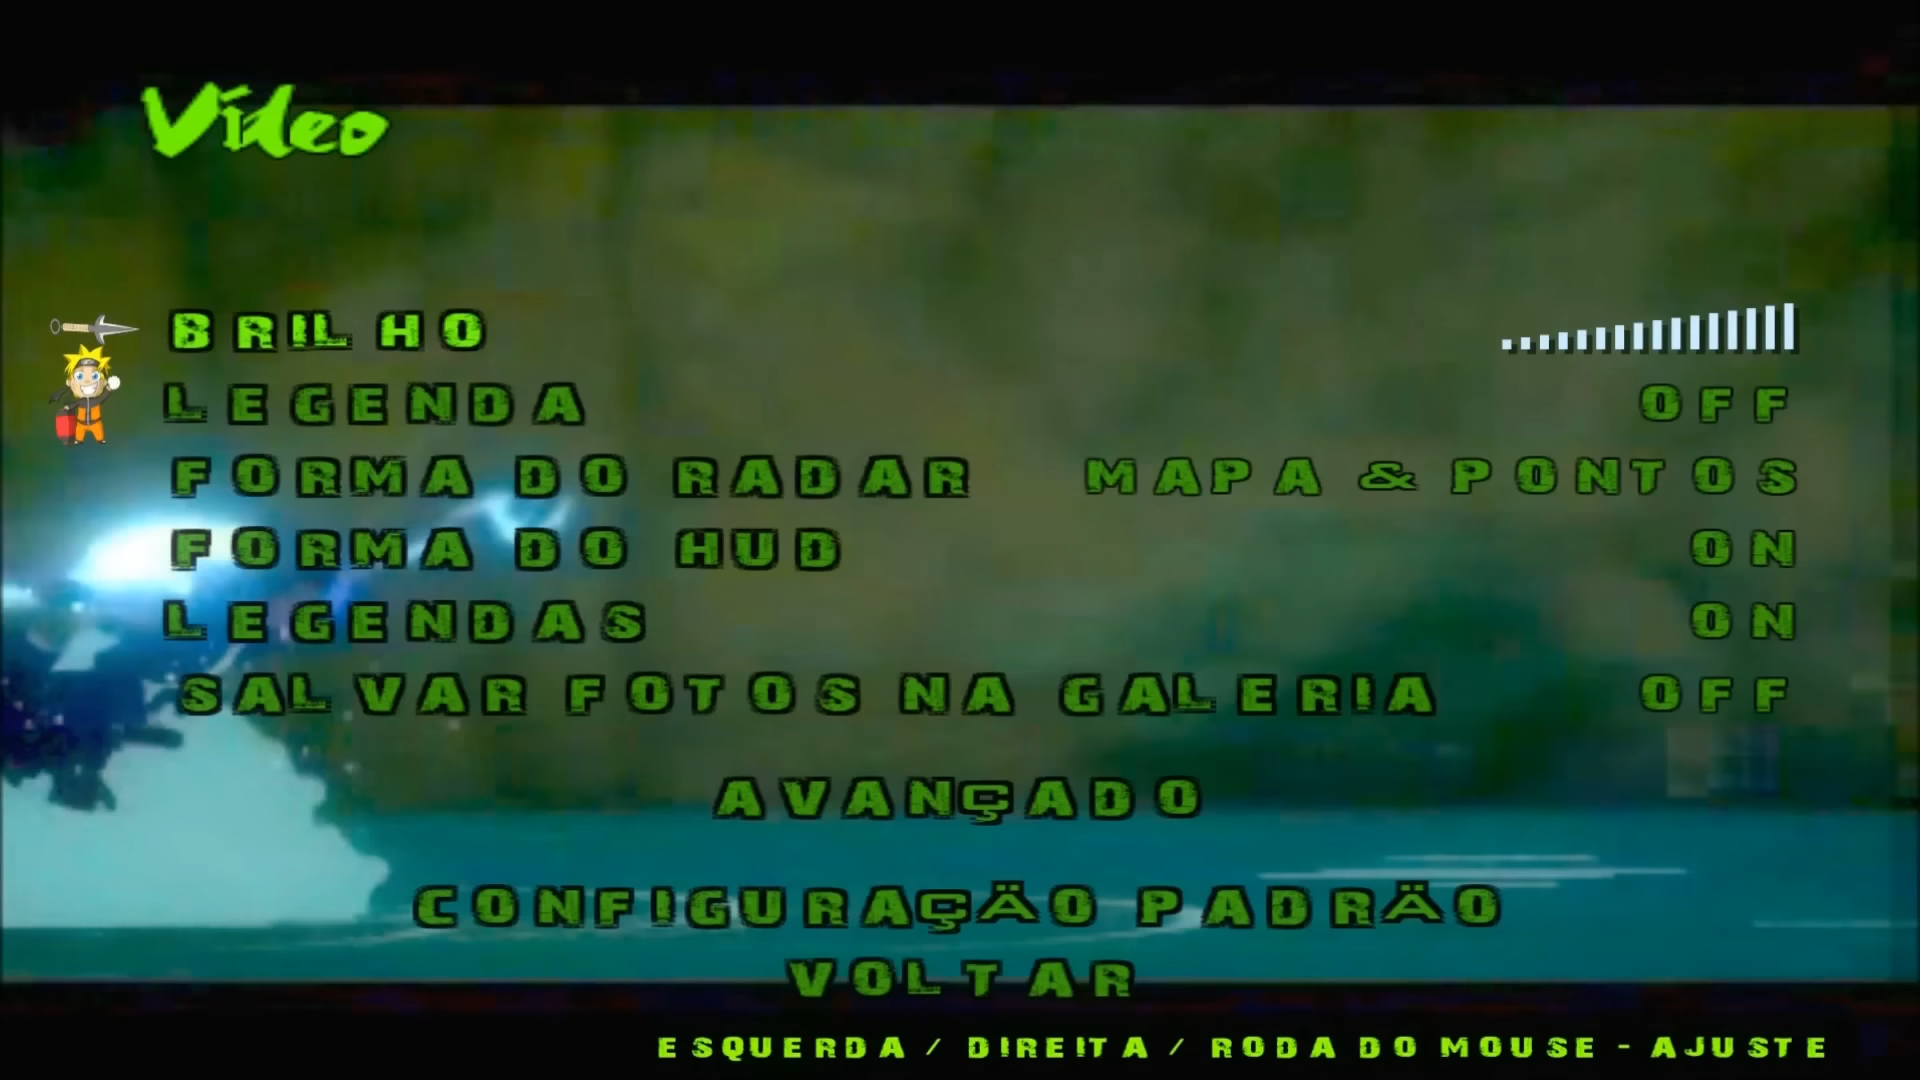 Vídeo
BRILHO
LEGENDA OFF
FORMA DO RADAR MAPA & PONTOS
FORMA DO HUD ON
LEGENDAS ON
SALVAR FOTOS NA GALERIA OFF
AVANÇADO
CONFIGURAÇÄO PADRÄO
VOLTAR
ESQUERDA / DIREITA / RODA DO MOUSE - AJUSTE